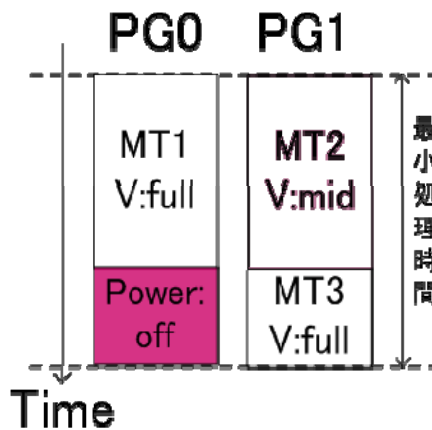 PG0 PG1
MT1
V:full
MT2
V:mid
Power:
off
MT3
V:full
最
小
処
理
時
間
Time